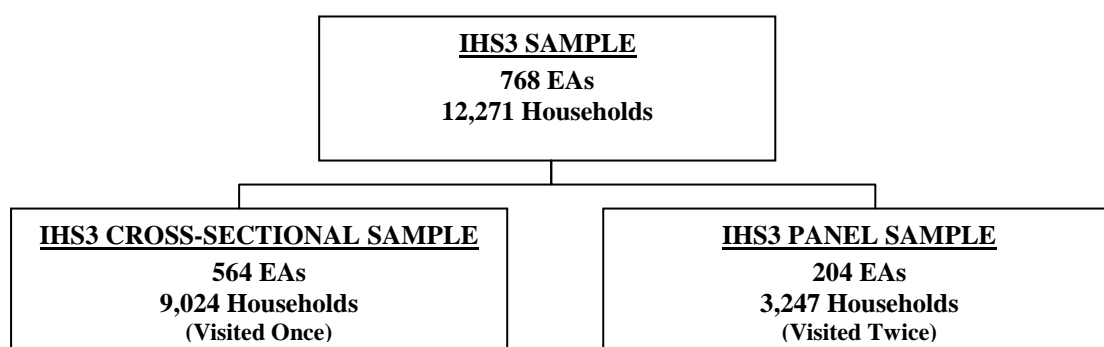 IHS3 SAMPLE
768 EAs
12,271 Households
IHS3 CROSS-SECTIONAL SAMPLE
564 EAs
9,024 Households
(Visited Once)
IHS3 PANEL SAMPLE
204 EAs
3,247 Households
(Visited Twice)